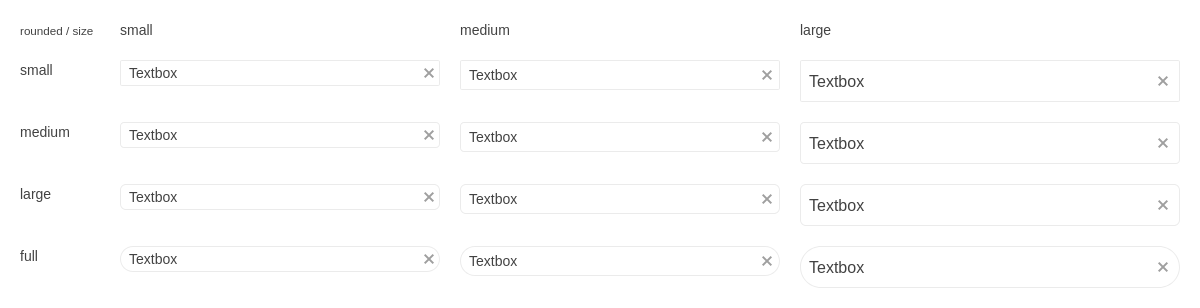 rounded / size small medium large
small Textbox Textbox Textbox
medium Textbox Textbox Textbox
large Textbox Textbox Textbox
full Textbox Textbox Textbox